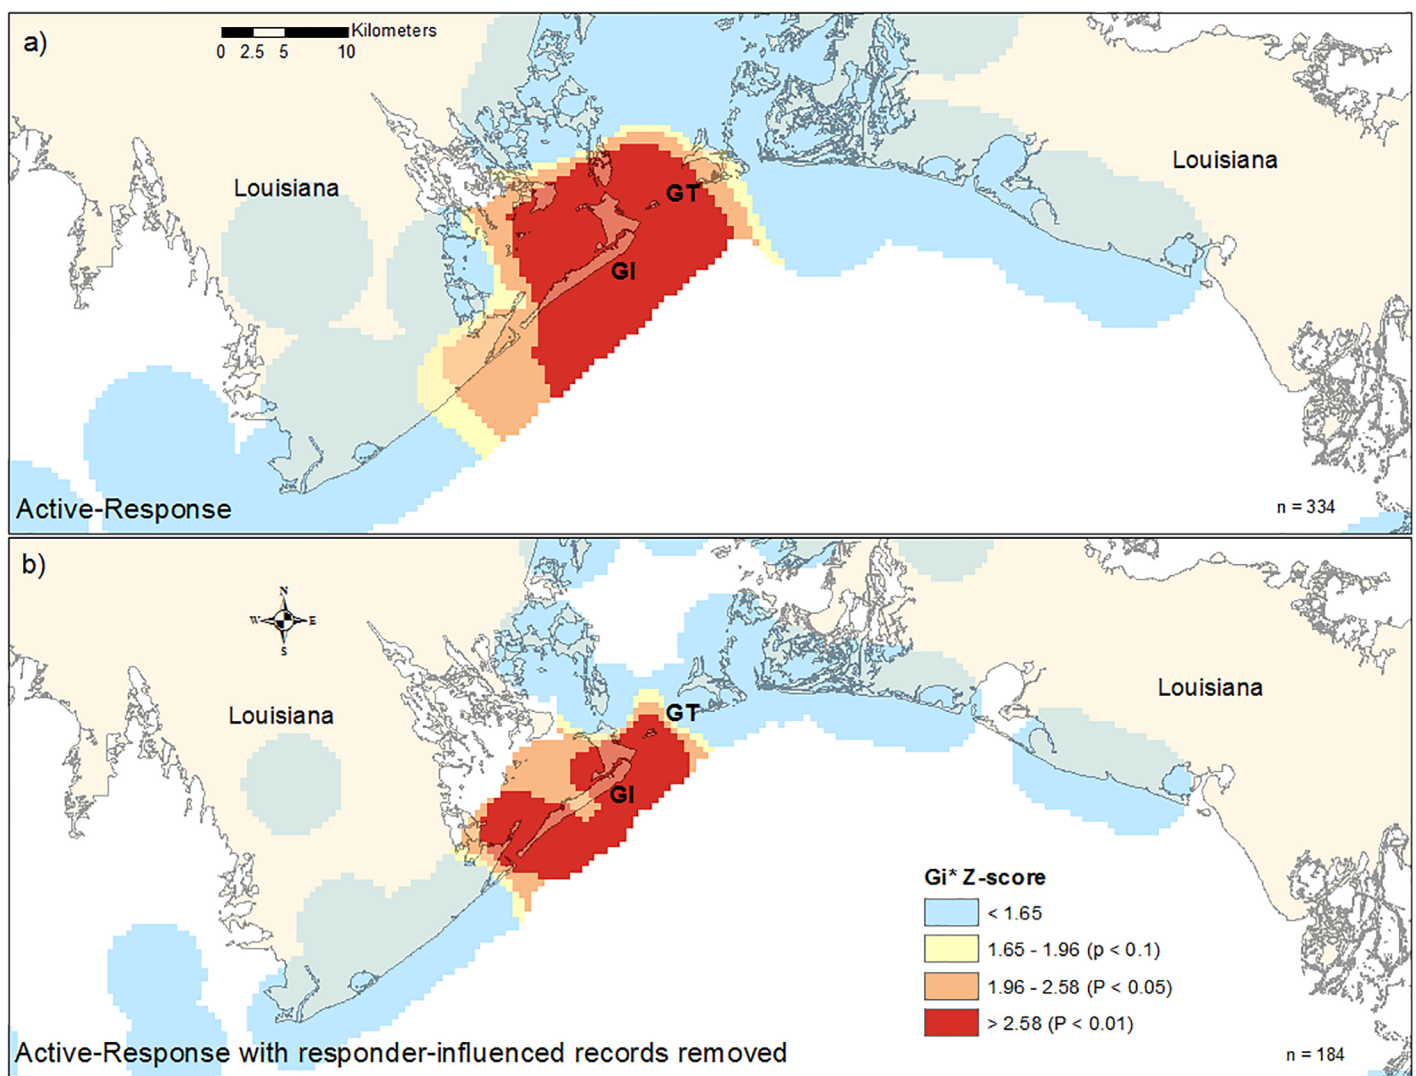 a)
Kilometers
0 2.5 5 10
Louisiana
Louisiana
GT
GI
Active-Response
n = 334
b)
N
W E
S
Louisiana
Louisiana
GT
GI
Gi* Z-score
< 1.65
1.65 - 1.96 (p < 0.1)
1.96 - 2.58 (P < 0.05)
> 2.58 (P < 0.01)
Active-Response with responder-influenced records removed
n = 184